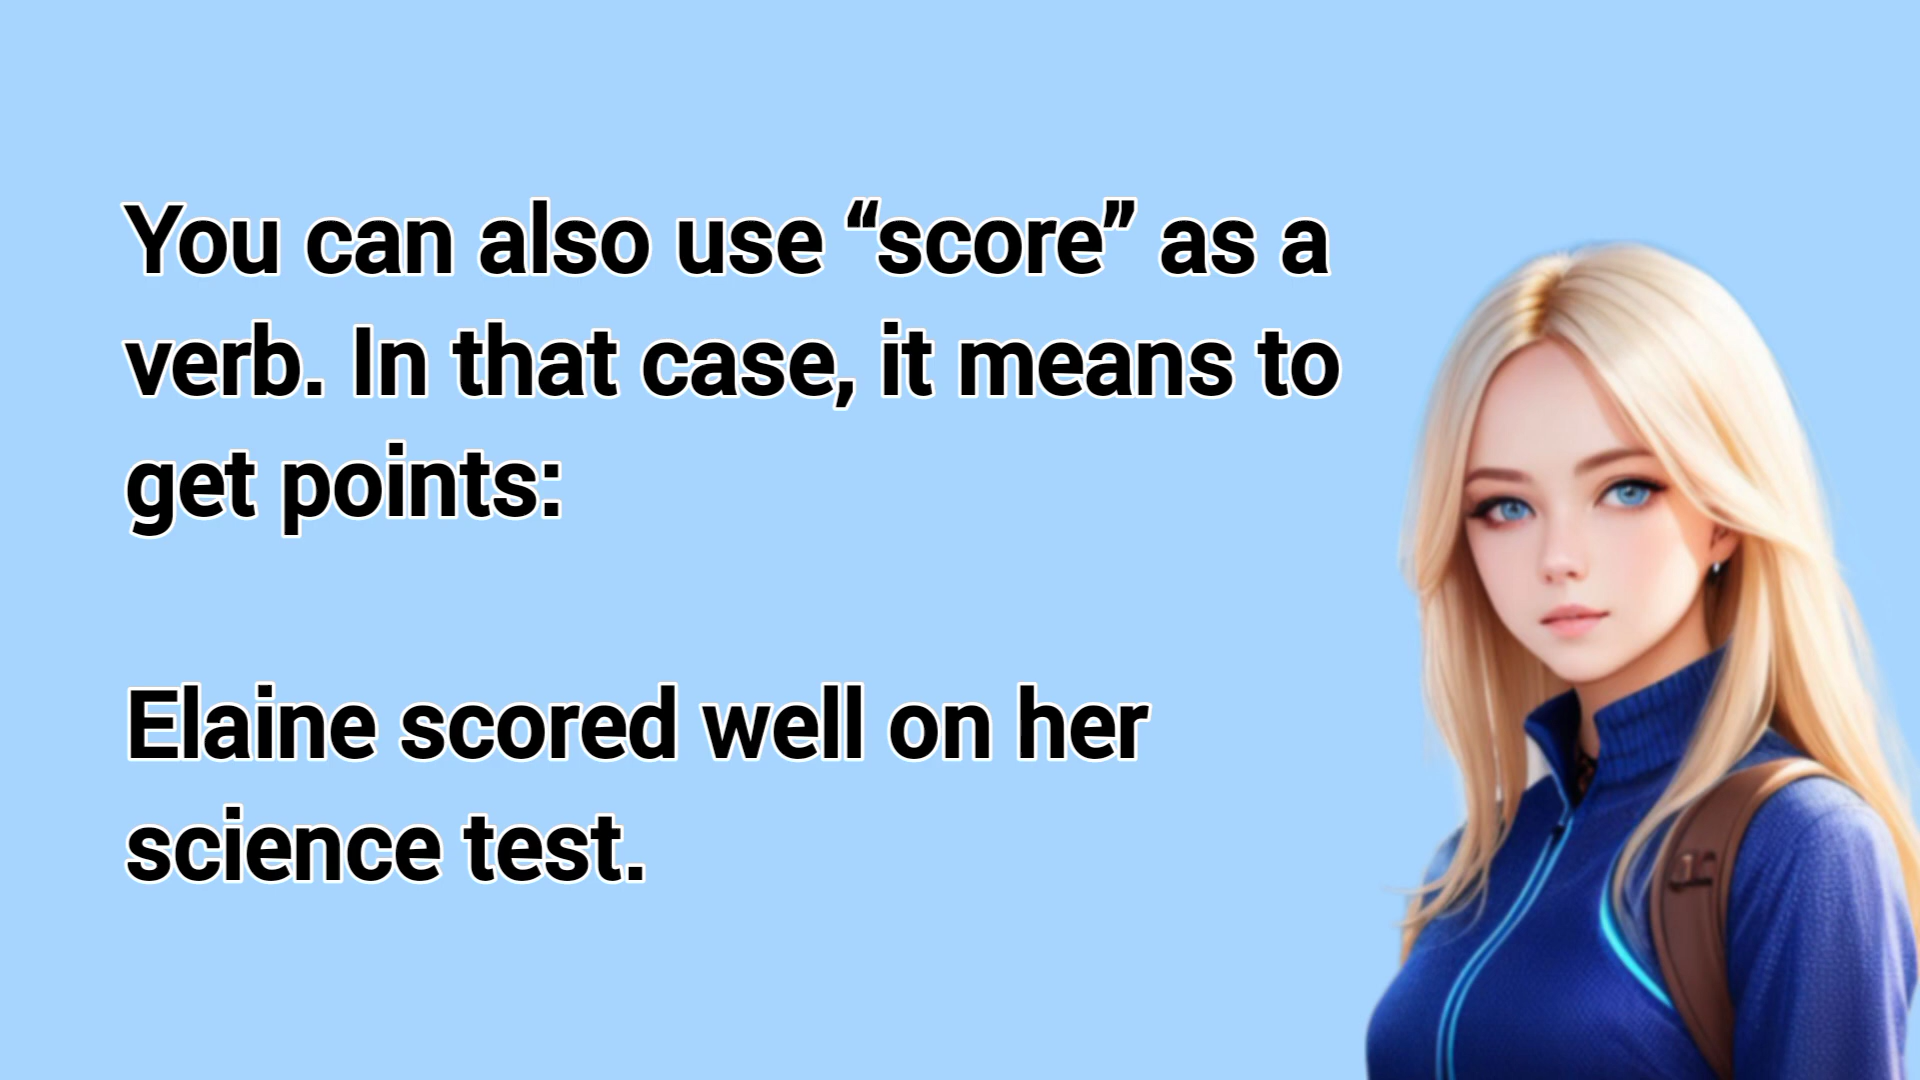 You can also use “score” as a
verb. In that case, it means to
get points:
Elaine scored well on her
science test.